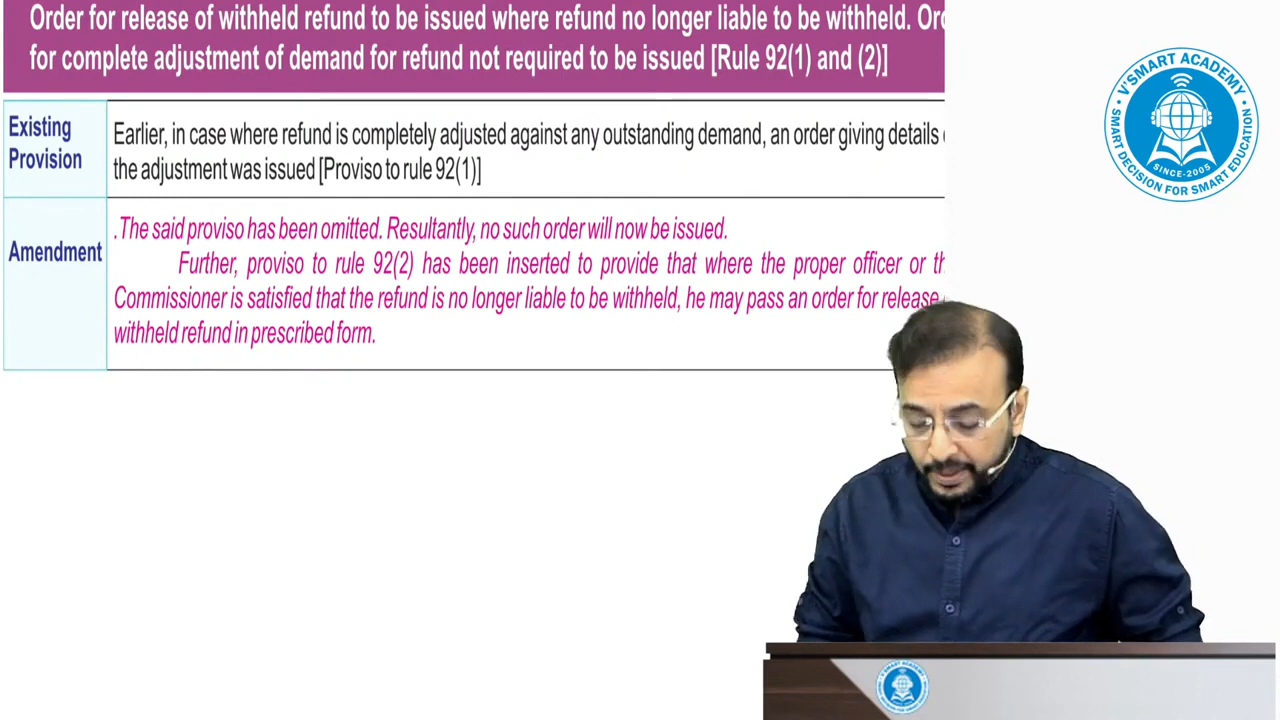 Order for release of withheld refund to be issued where refund no longer liable to be withheld.
for complete adjustment of demand for refund not required to be issued [Rule 92(1) and (2)]
Existing
Provision
Earlier, in case where refund is completely adjusted against any outstanding demand, an order giving details
the adjustment was issued [Proviso to rule 92(1)]
Amendment
.The said proviso has been omitted. Resultantly, no such order will now be issued.
Further, proviso to rule 92(2) has been inserted to provide that where the proper officer or
Commissioner is satisfied that the refund is no longer liable to be withheld, he may pass an order for release
withheld refund in prescribed form.
V'SMART ACADEMY
SINCE-2005
SMART DECISION FOR SMART EDUCATION